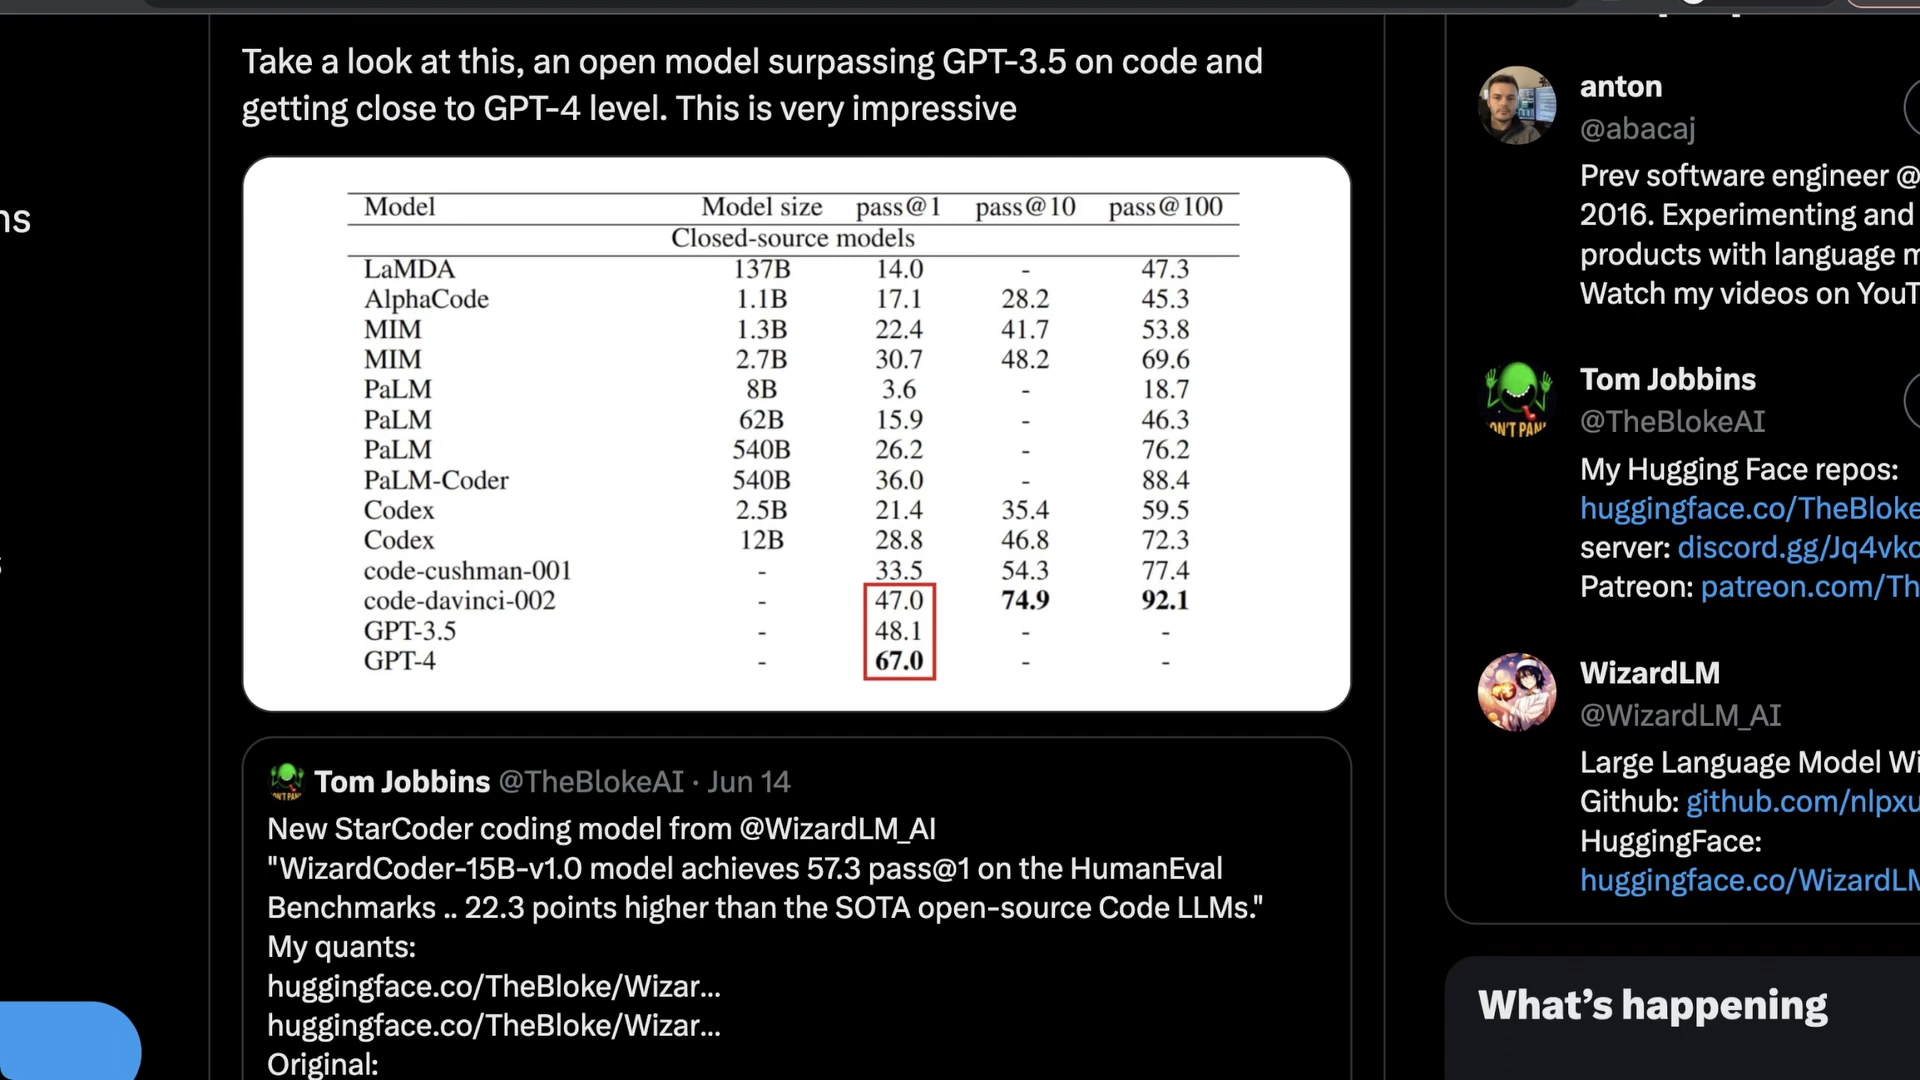 Take a look at this, an open model surpassing GPT-3.5 on code and
getting close to GPT-4 level. This is very impressive
Model Model size pass@1 pass@10 pass@100
Closed-source models
LaMDA 137B 14.0 - 47.3
AlphaCode 1.1B 17.1 28.2 45.3
MIM 1.3B 22.4 41.7 53.8
MIM 2.7B 30.7 48.2 69.6
PaLM 8B 3.6 - 18.7
PaLM 62B 15.9 - 46.3
PaLM 540B 26.2 - 76.2
PaLM-Coder 540B 36.0 - 88.4
Codex 2.5B 21.4 35.4 59.5
Codex 12B 28.8 46.8 72.3
code-cushman-001 - 33.5 54.3 77.4
code-davinci-002 - 47.0 74.9 92.1
GPT-3.5 - 48.1 - -
GPT-4 - 67.0 - -
Tom Jobbins @TheBlokeAI · Jun 14
New StarCoder coding model from @WizardLM_AI
"WizardCoder-15B-v1.0 model achieves 57.3 pass@1 on the HumanEval
Benchmarks .. 22.3 points higher than the SOTA open-source Code LLMs."
My quants:
huggingface.co/TheBloke/Wizar...
huggingface.co/TheBloke/Wizar...
Original:
anton
@abacaj
Prev software engineer @
2016. Experimenting and
products with language
Watch my videos on
Tom Jobbins
@TheBlokeAI
My Hugging Face repos:
huggingface.co/TheBloke
server: discord.gg/Jq4vk
Patreon: patreon.com/Th
WizardLM
@WizardLM_AI
Large Language Model Wi
Github: github.com/nlpxu
HuggingFace:
huggingface.co/WizardLM
What's happening